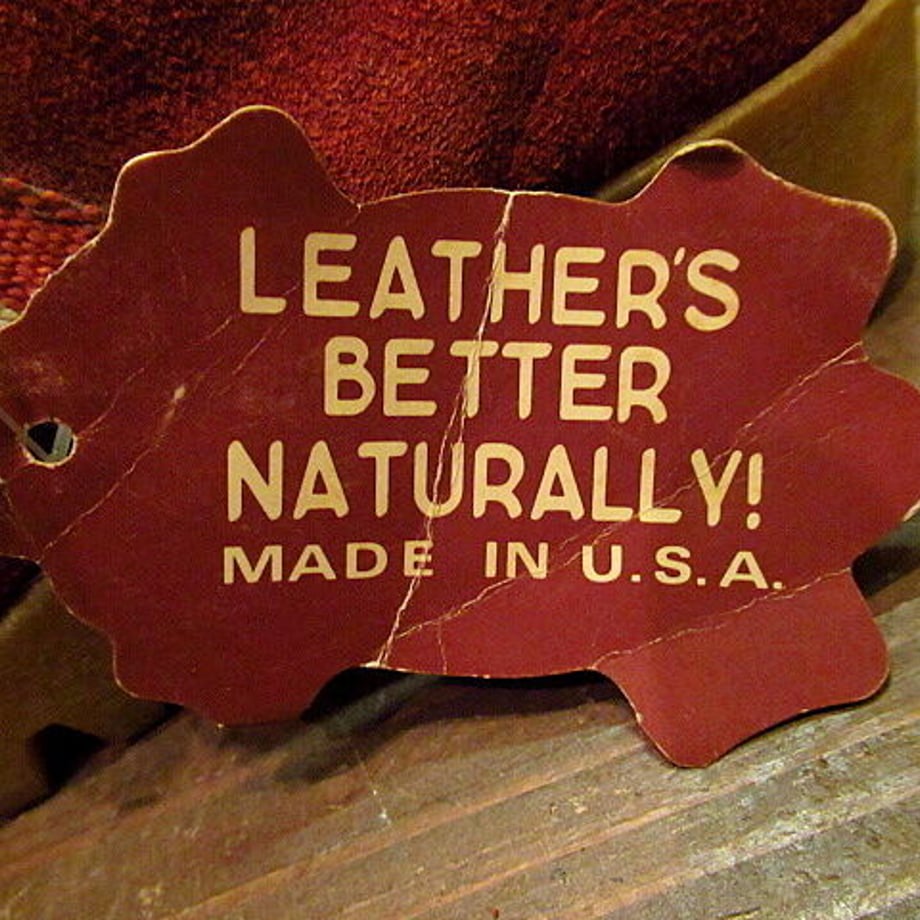 LEATHER'S
BETTER
NATURALLY!
MADE IN U.S.A.